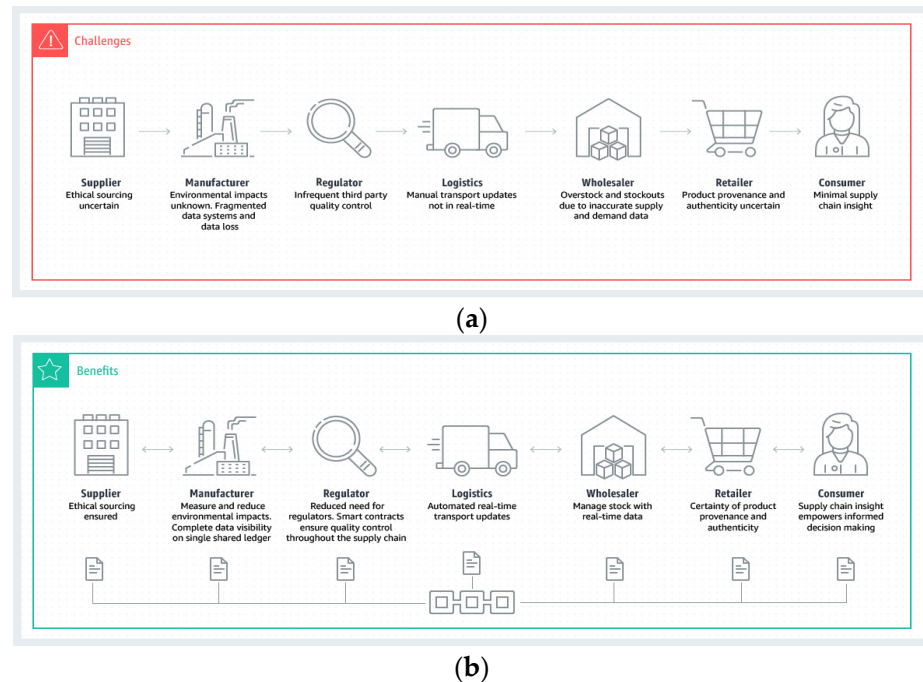 Challenges
Supplier
Ethical sourcing
uncertain
Manufacturer
Environmental impacts
unknown. Fragmented
data systems and
data loss
Regulator
Infrequent third party
quality control
Logistics
Manual transport updates
not in real-time
Wholesaler
Overstock and stockouts
due to inaccurate supply
and demand data
Retailer
Product provenance and
authenticity uncertain
Consumer
Minimal supply
chain insight
(a)
Benefits
Supplier
Ethical sourcing
ensured
Manufacturer
Measure and reduce
environmental impacts.
Complete data visibility
on single shared ledger
Regulator
Reduced need for
regulators. Smart contracts
ensure quality control
throughout the supply chain
Logistics
Automated real-time
transport updates
Wholesaler
Manage stock with
real-time data
Retailer
Certainty of product
provenance and
authenticity
Consumer
Supply chain insight
empowers informed
decision making
(b)